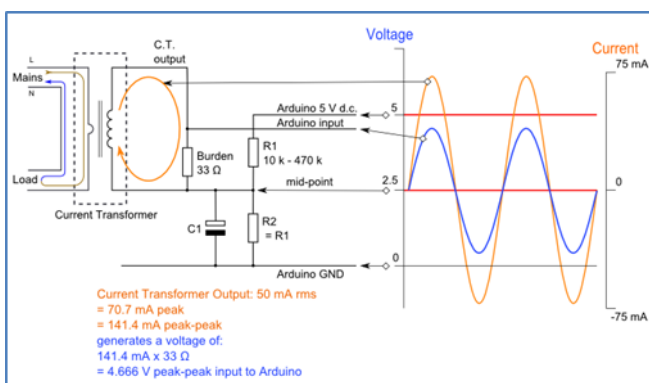 Voltage
Current
C.T.
output
75 mA
L
Mains
N
Arduino 5 V d.c.
5
Arduino input
Burden
33 Ω
R1
10 k - 470 k
mid-point
2.5
0
Load
Current Transformer
C1
R2
= R1
0
Arduino GND
-75 mA
Current Transformer Output: 50 mA rms
= 70.7 mA peak
= 141.4 mA peak-peak
generates a voltage of:
141.4 mA x 33 Ω
= 4.666 V peak-peak input to Arduino